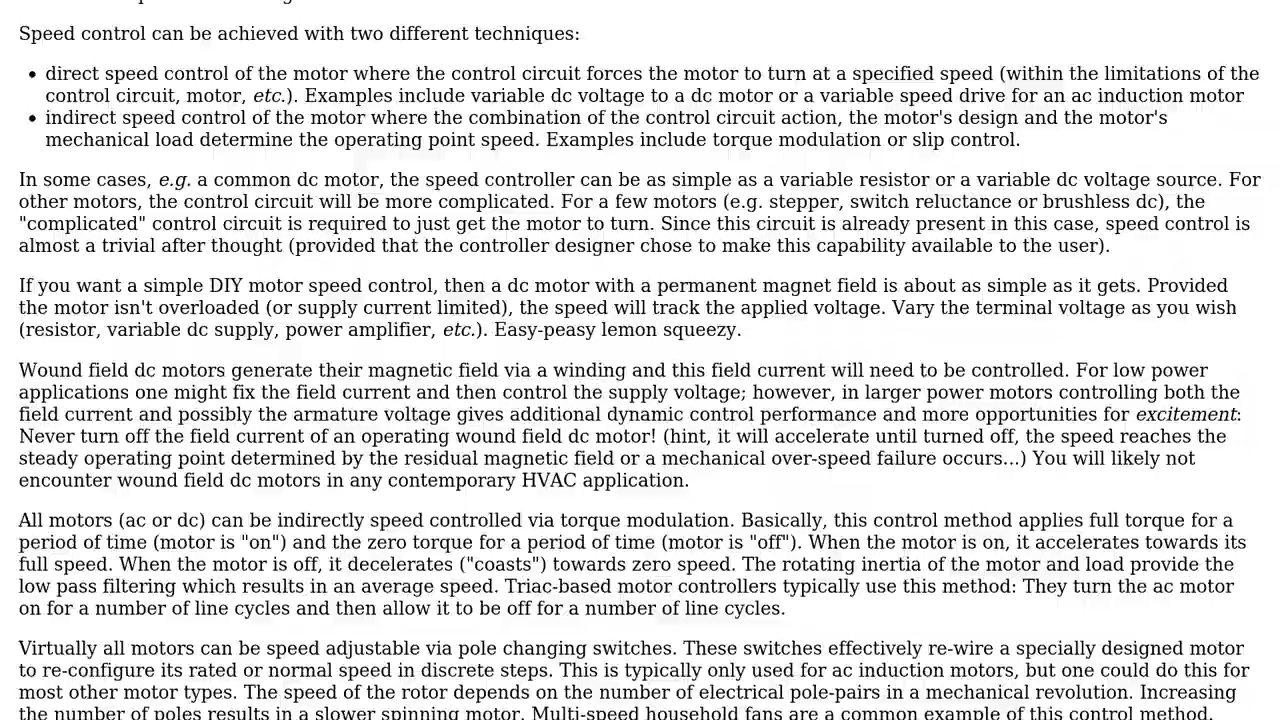 Speed control can be achieved with two different techniques:
• direct speed control of the motor where the control circuit forces the motor to turn at a specified speed (within the limitations of the
control circuit, motor, etc.). Examples include variable dc voltage to a dc motor or a variable speed drive for an ac induction motor
• indirect speed control of the motor where the combination of the control circuit action, the motor's design and the motor's
mechanical load determine the operating point speed. Examples include torque modulation or slip control.
In some cases, e.g. a common dc motor, the speed controller can be as simple as a variable resistor or a variable dc voltage source. For
other motors, the control circuit will be more complicated. For a few motors (e.g. stepper, switch reluctance or brushless dc), the
"complicated" control circuit is required to just get the motor to turn. Since this circuit is already present in this case, speed control is
almost a trivial after thought (provided that the controller designer chose to make this capability available to the user).
If you want a simple DIY motor speed control, then a dc motor with a permanent magnet field is about as simple as it gets. Provided
the motor isn't overloaded (or supply current limited), the speed will track the applied voltage. Vary the terminal voltage as you wish
(resistor, variable dc supply, power amplifier, etc.). Easy-peasy lemon squeezy.
Wound field dc motors generate their magnetic field via a winding and this field current will need to be controlled. For low power
applications one might fix the field current and then control the supply voltage; however, in larger power motors controlling both the
field current and possibly the armature voltage gives additional dynamic control performance and more opportunities for excitement:
Never turn off the field current of an operating wound field dc motor! (hint, it will accelerate until turned off, the speed reaches the
steady operating point determined by the residual magnetic field or a mechanical over-speed failure occurs...) You will likely not
encounter wound field dc motors in any contemporary HVAC application.
All motors (ac or dc) can be indirectly speed controlled via torque modulation. Basically, this control method applies full torque for a
period of time (motor is "on") and the zero torque for a period of time (motor is "off"). When the motor is on, it accelerates towards its
full speed. When the motor is off, it decelerates ("coasts") towards zero speed. The rotating inertia of the motor and load provide the
low pass filtering which results in an average speed. Triac-based motor controllers typically use this method: They turn the ac motor
on for a number of line cycles and then allow it to be off for a number of line cycles.
Virtually all motors can be speed adjustable via pole changing switches. These switches effectively re-wire a specially designed motor
to re-configure its rated or normal speed in discrete steps. This is typically only used for ac induction motors, but one could do this for
most other motor types. The speed of the rotor depends on the number of electrical pole-pairs in a mechanical revolution. Increasing
the number of poles results in a slower spinning motor. Multi-speed household fans are a common example of this control method.